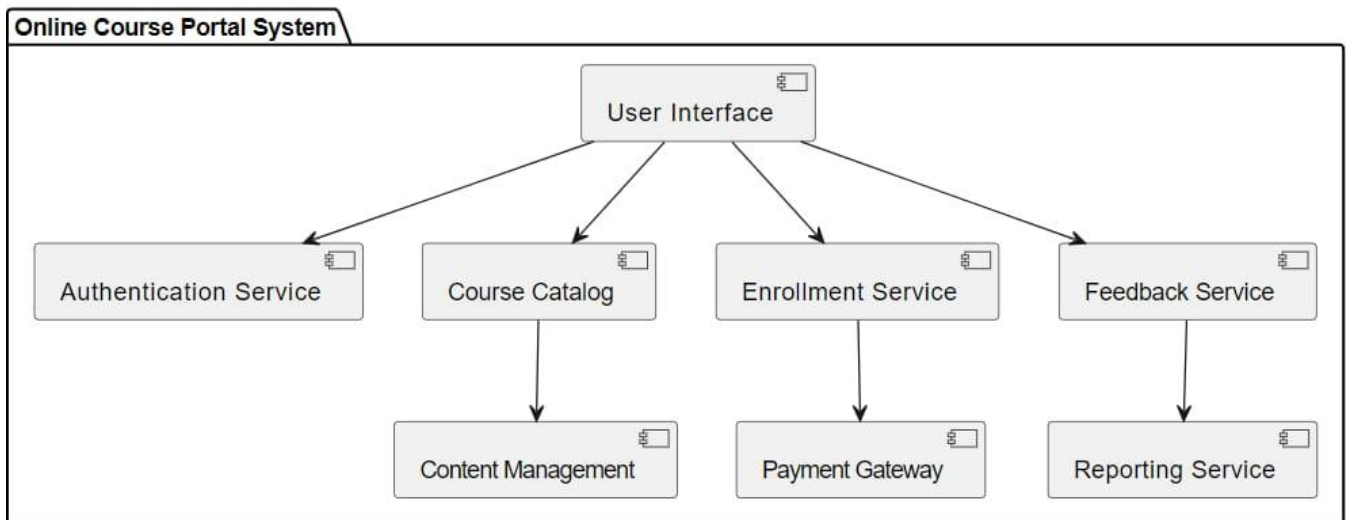 Online Course Portal System
User Interface
Authentication Service
Course Catalog
Enrollment Service
Feedback Service
Content Management
Payment Gateway
Reporting Service